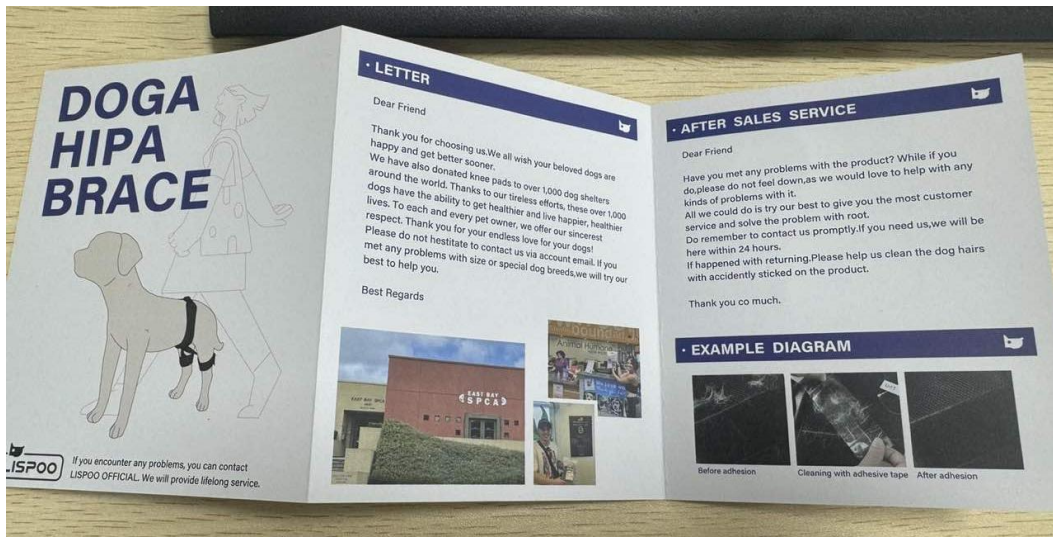 DOGA
HIPA
BRACE
LISPOO
If you encounter any problems, you can contact
LISPOO OFFICIAL. We will provide lifelong service.
· LETTER
Dear Friend
Thank you for choosing us.We all wish your beloved dogs are
happy and get better sooner.
We have also donated knee pads to over 1,000 dog shelters
around the world. Thanks to our tireless efforts, these over 1,000
dogs have the ability to get healthier and live happier, healthier
lives. To each and every pet owner, we offer our sincerest
respect. Thank you for your endless love for your dogs!
Please do not hestitate to contact us via account email. If you
met any problems with size or special dog breeds,we will try our
best to help you.
Best Regards
EAST BAY SPCA
EAST BAY
SPCA
Animal Humane
· AFTER SALES SERVICE
Dear Friend
Have you met any problems with the product? While if you
do,please do not feel down,as we would love to help with any
kinds of problems with it.
All we could do is try our best to give you the most customer
service and solve the problem with root.
Do remember to contact us promptly.If you need us,we will be
here within 24 hours.
If happened with returning.Please help us clean the dog hairs
with accidently sticked on the product.
Thank you co much.
· EXAMPLE DIAGRAM
Before adhesion
Cleaning with adhesive tape
After adhesion